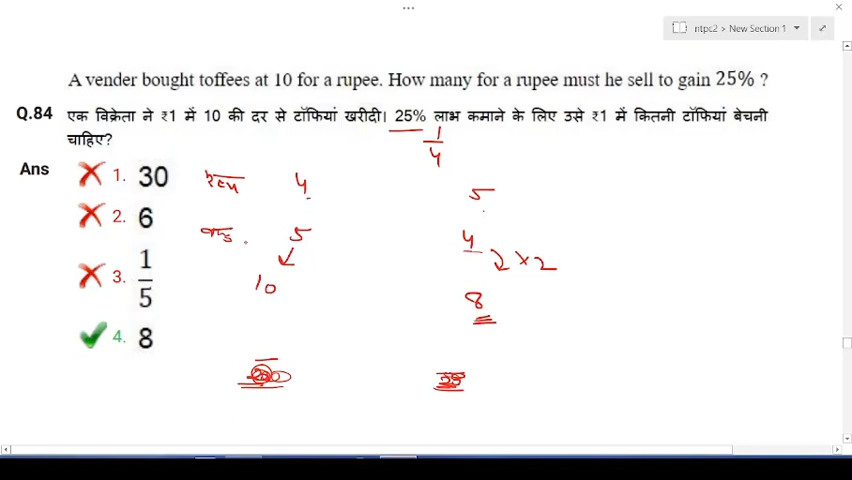 ntpc2 > New Section 1
A vender bought toffees at 10 for a rupee. How many for a rupee must he sell to gain 25% ?
Q.84 एक विक्रेता ने ₹1 में 10 की दर से टॉफियां खरीदी। 25% लाभ कमाने के लिए उसे ₹1 में कितनी टॉफियां बेचनी
चाहिए?
1/4
Ans
1. 30
4
5
2. 6
5
4 ×2
3. 1/5
10
8
4. 8